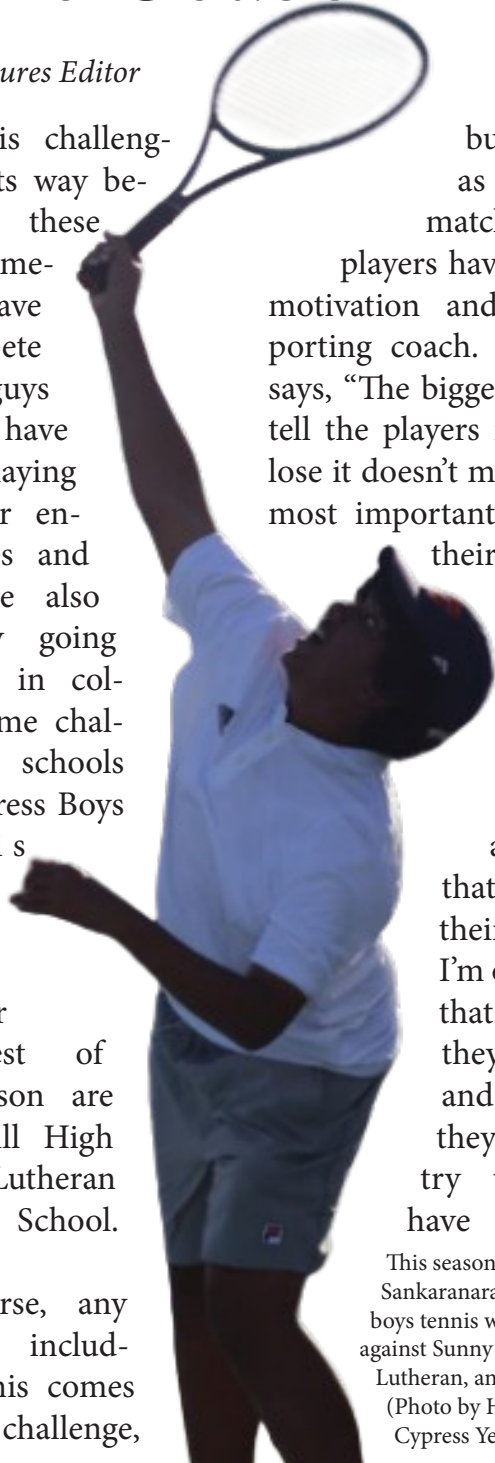 ures Editor
is challeng-
ts way be-
these
me-
ave
ete
guys
have
aying
r en-
s and
e also
going
in col-
me chal-
schools
ress Boys
s
r
est of
son are
ll High
Lutheran
School.
rse, any
includ-
nis comes
challenge,
bu
as
matc
players hav
motivation and
porting coach.
says, “The bigge
tell the players
lose it doesn’t m
most important
their
a
that
their
I’m
that
they
and
they
try
have
This season
Sankaranara
boys tennis w
against Sunny
Lutheran, an
(Photo by H
Cypress Ye